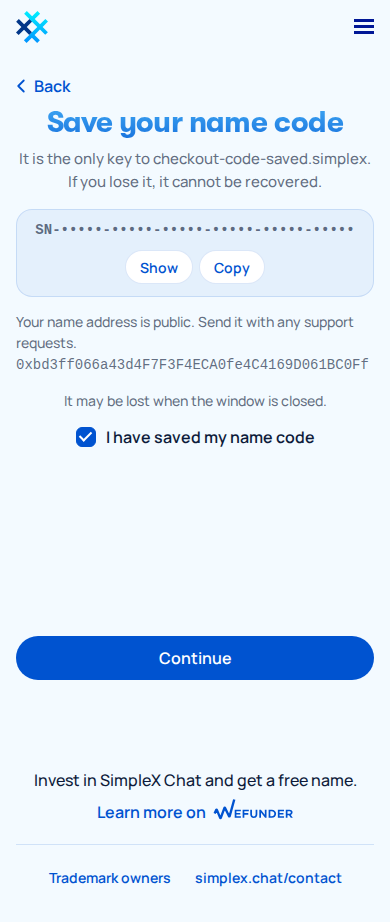 Back
Save your name code
It is the only key to checkout-code-saved.simplex.
If you lose it, it cannot be recovered.
SN-•••••-•••••-•••••-•••••-•••••-•••••
Show Copy
Your name address is public. Send it with any support
requests.
0xbd3ff066a43d4F7F3F4ECA0fe4C4169D061BC0Ff
It may be lost when the window is closed.
I have saved my name code
Continue
Invest in SimpleX Chat and get a free name.
Learn more on WEFUNDER
Trademark owners simplex.chat/contact